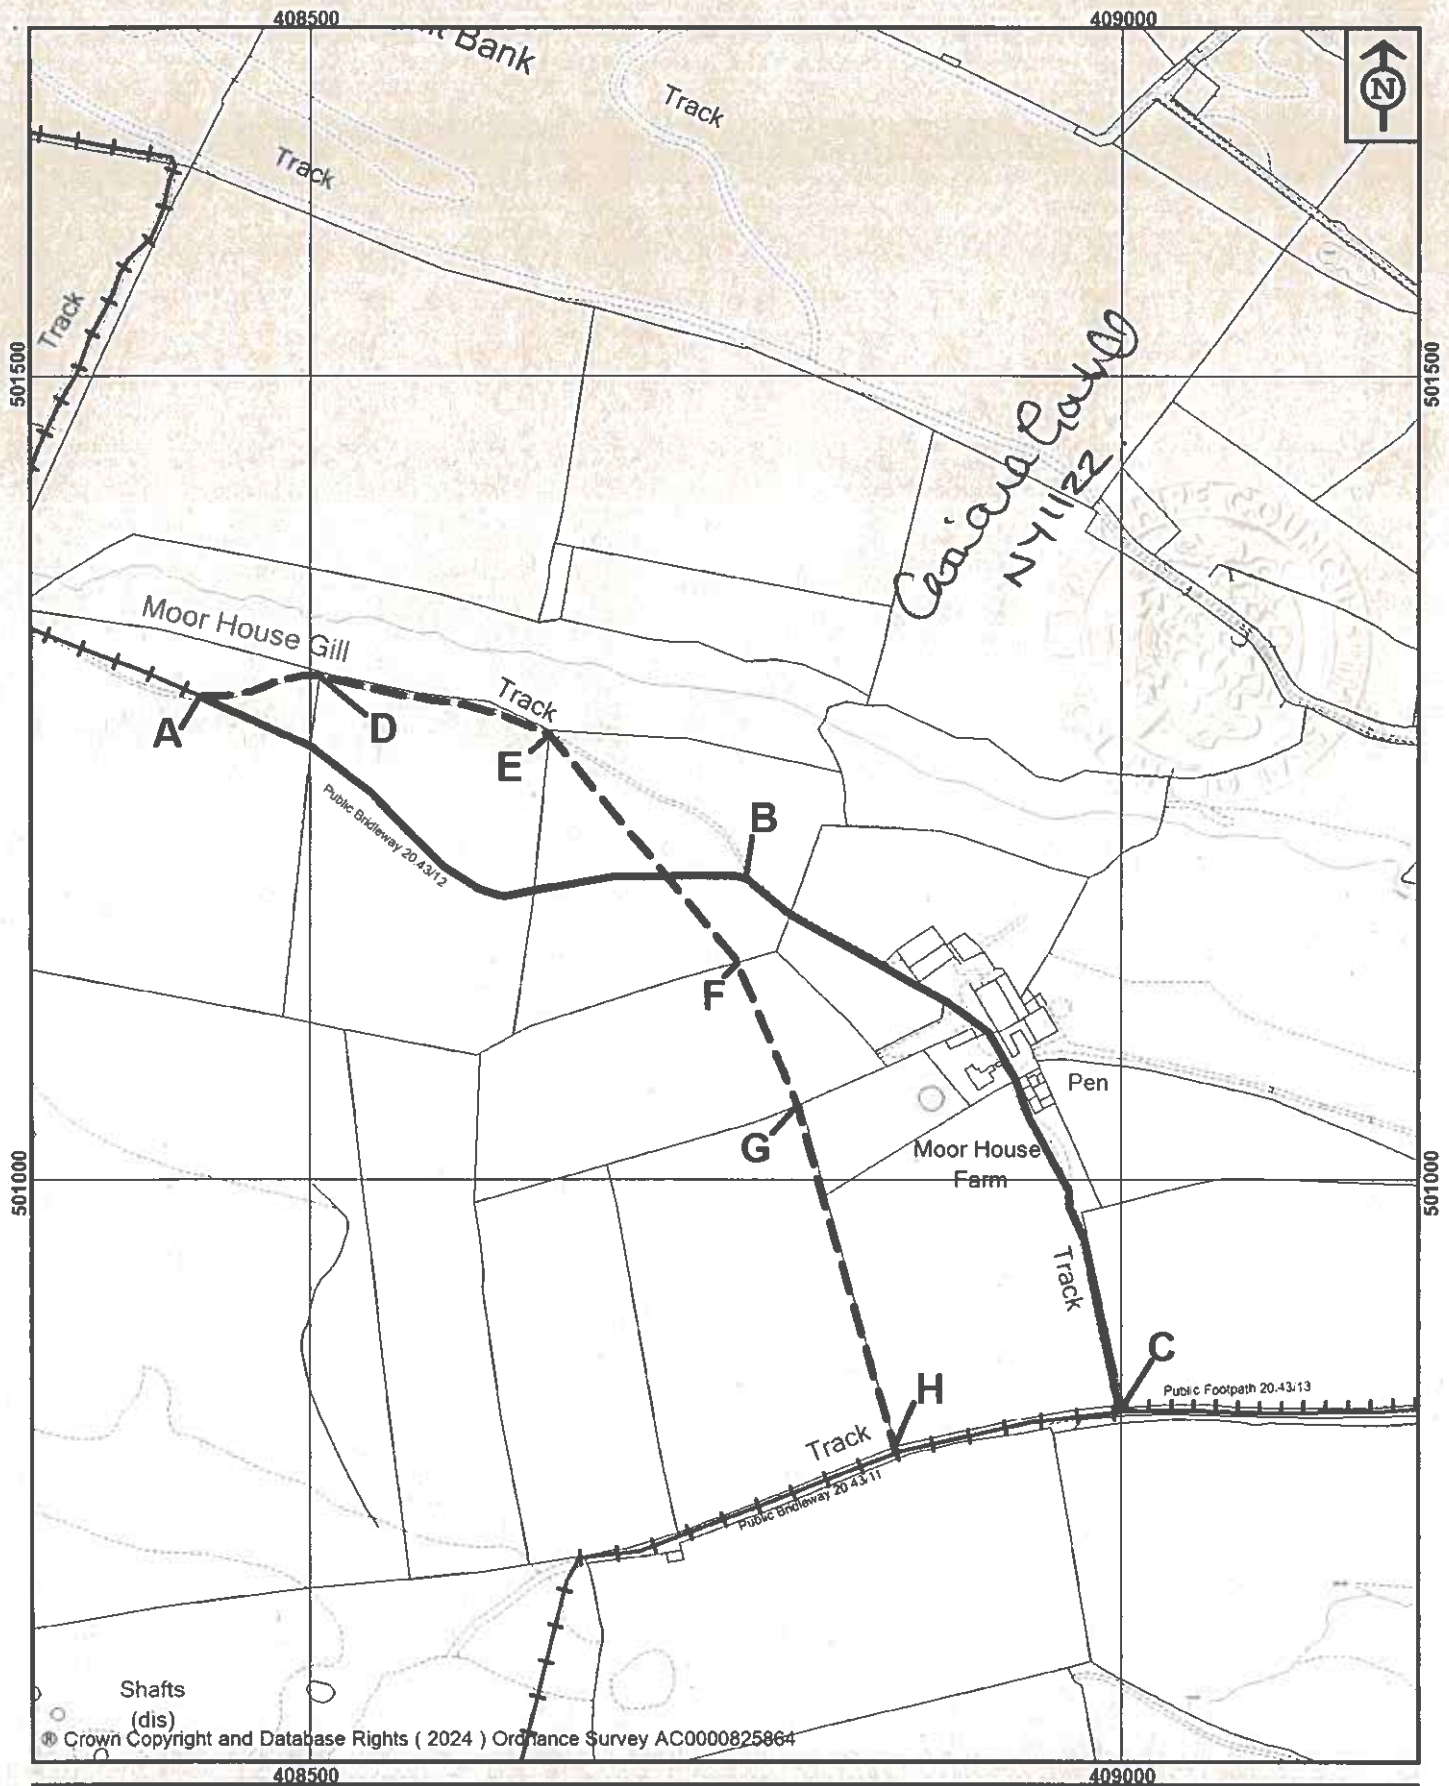 408500
409000
Bank
N
Track
Track
Track
501500
501500
NY1122
Moor House Gill
Track
A
D
E
Public Bridleway 20.43/12
B
F
Pen
G
Moor House
Farm
501000
501000
Track
C
Public Footpath 20.43/13
H
Track
Public Bridleway 20.43/11
Shafts
(dis)
® Crown Copyright and Database Rights ( 2024 ) Ordnance Survey AC0000825864
408500
409000